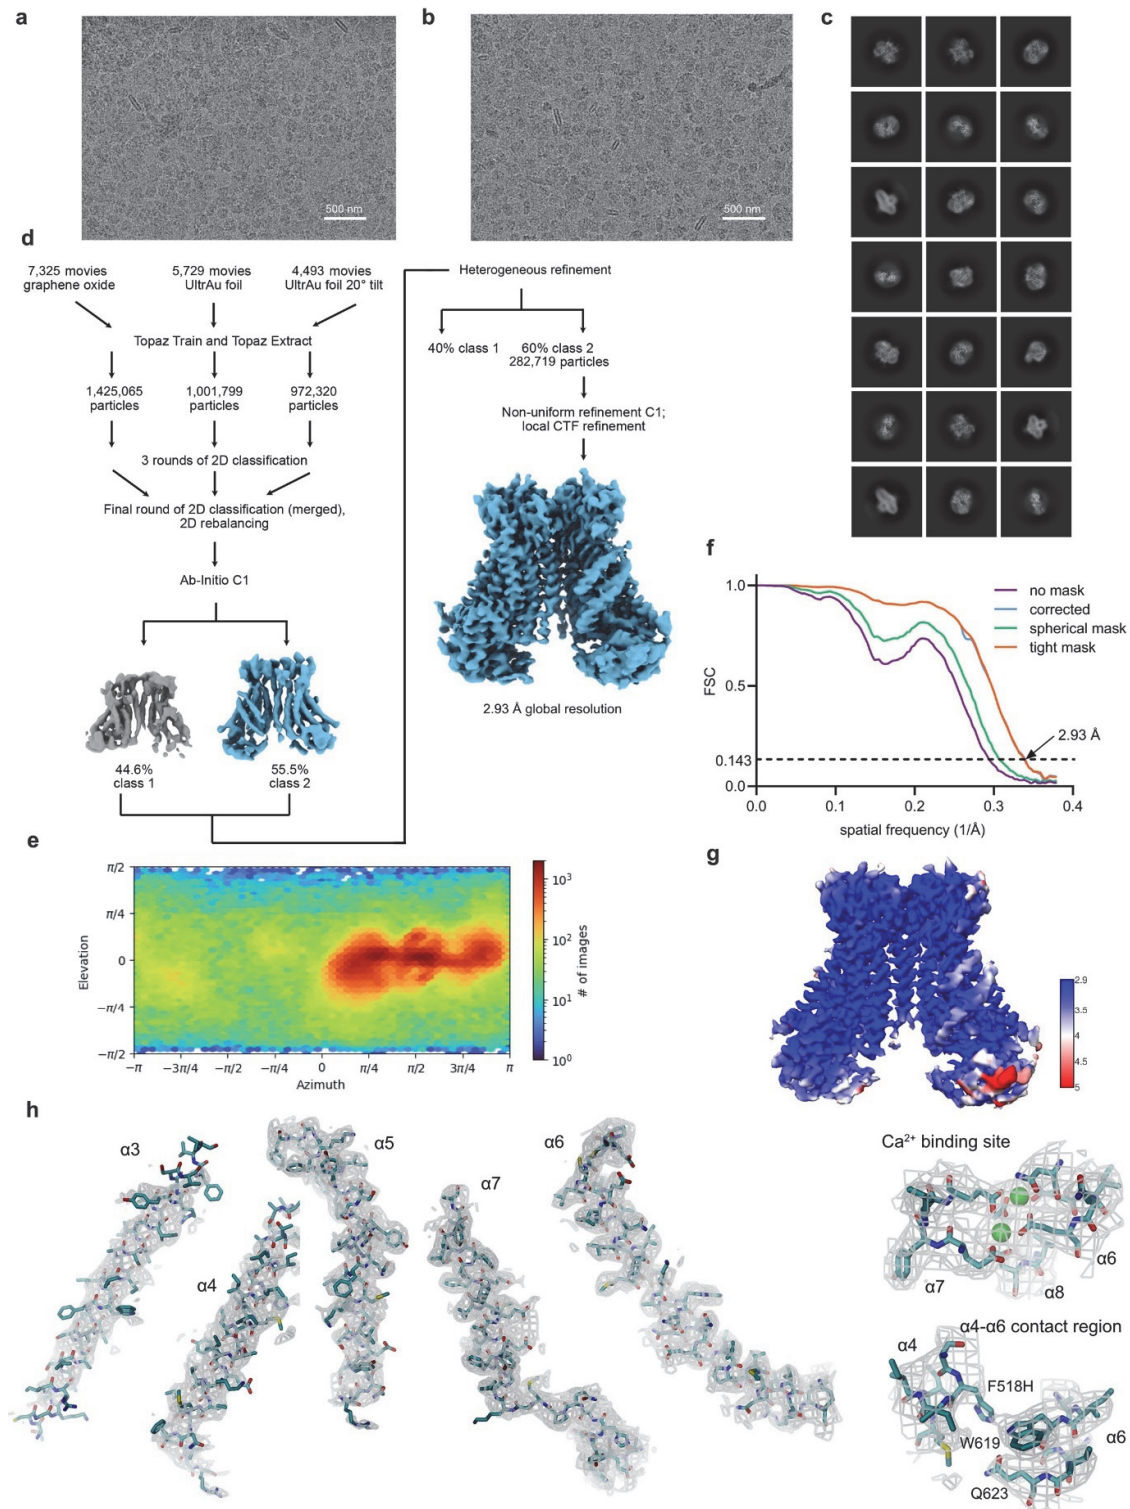 a
b
c
500 nm
500 nm
d
7,325 movies
graphene oxide
5,729 movies
UltrAu foil
4,493 movies
UltrAu foil 20° tilt
Topaz Train and Topaz Extract
1,425,065
particles
1,001,799
particles
972,320
particles
3 rounds of 2D classification
Final round of 2D classification (merged),
2D rebalancing
Ab-Initio C1
44.6%
class 1
55.5%
class 2
Heterogeneous refinement
40% class 1
60% class 2
282,719 particles
Non-uniform refinement C1;
local CTF refinement
2.93 Å global resolution
f
1.0
0.5
0.143
0.0
FSC
no mask
corrected
spherical mask
tight mask
2.93 Å
0.0 0.1 0.2 0.3 0.4
spatial frequency (1/Å)
e
π/2
π/4
0
−π/4
−π/2
Elevation
−π −3π/4 −π/2 −π/4 0 π/4 π/2 3π/4 π
Azimuth
10³
10²
10¹
10⁰
# of images
g
2.9
3.5
4
4.5
5
h
α3
α4
α5
α7
α6
Ca²⁺ binding site
α7
α8
α6
α4-α6 contact region
α4
F518H
W619
α6
Q623